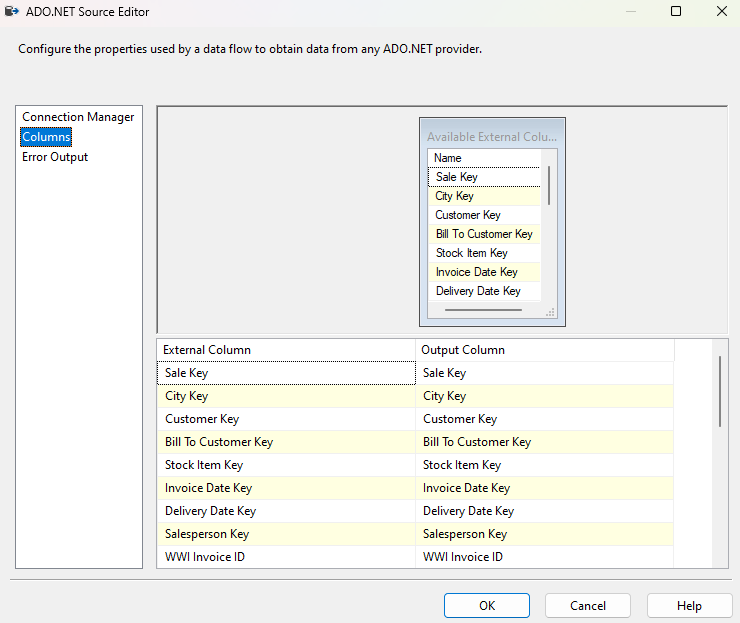 ADO.NET Source Editor
Configure the properties used by a data flow to obtain data from any ADO.NET provider.
Connection Manager
Columns
Error Output
Available External Colu...
Name
Sale Key
City Key
Customer Key
Bill To Customer Key
Stock Item Key
Invoice Date Key
Delivery Date Key
External Column Output Column
Sale Key Sale Key
City Key City Key
Customer Key Customer Key
Bill To Customer Key Bill To Customer Key
Stock Item Key Stock Item Key
Invoice Date Key Invoice Date Key
Delivery Date Key Delivery Date Key
Salesperson Key Salesperson Key
WWI Invoice ID WWI Invoice ID
OK Cancel Help